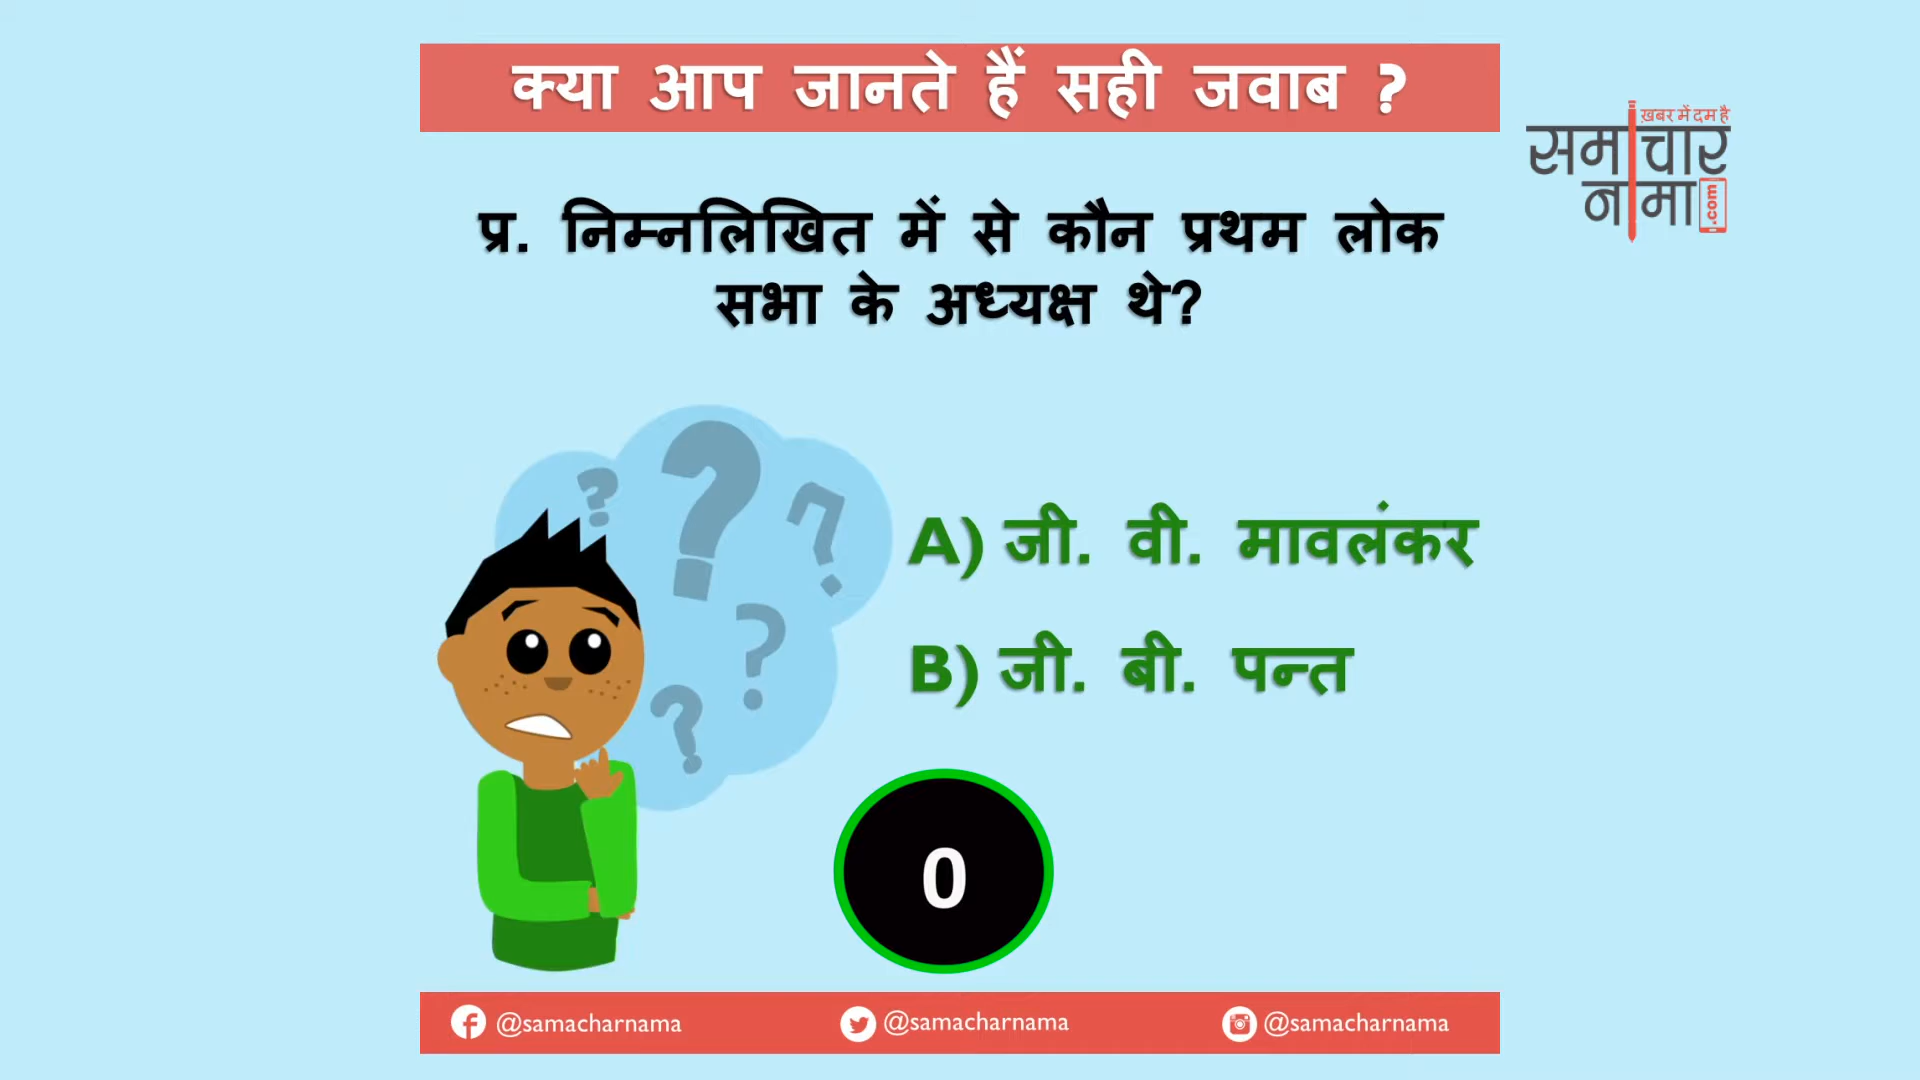 क्या आप जानते हैं सही जवाब ?
ख़बर में दम है
समाचार
नामा
.com
प्र. निम्नलिखित में से कौन प्रथम लोक
सभा के अध्यक्ष थे?
A) जी. वी. मावलंकर
B) जी. बी. पन्त
0
@samacharnama @samacharnama @samacharnama